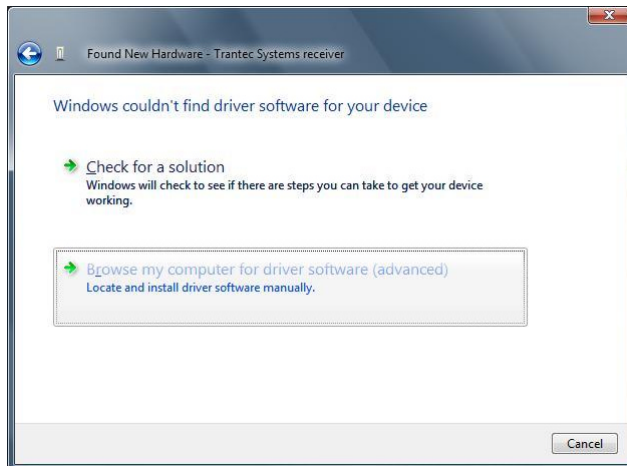 Found New Hardware - Trantec Systems receiver
Windows couldn't find driver software for your device
Check for a solution
Windows will check to see if there are steps you can take to get your device
working.
Browse my computer for driver software (advanced)
Locate and install driver software manually.
Cancel